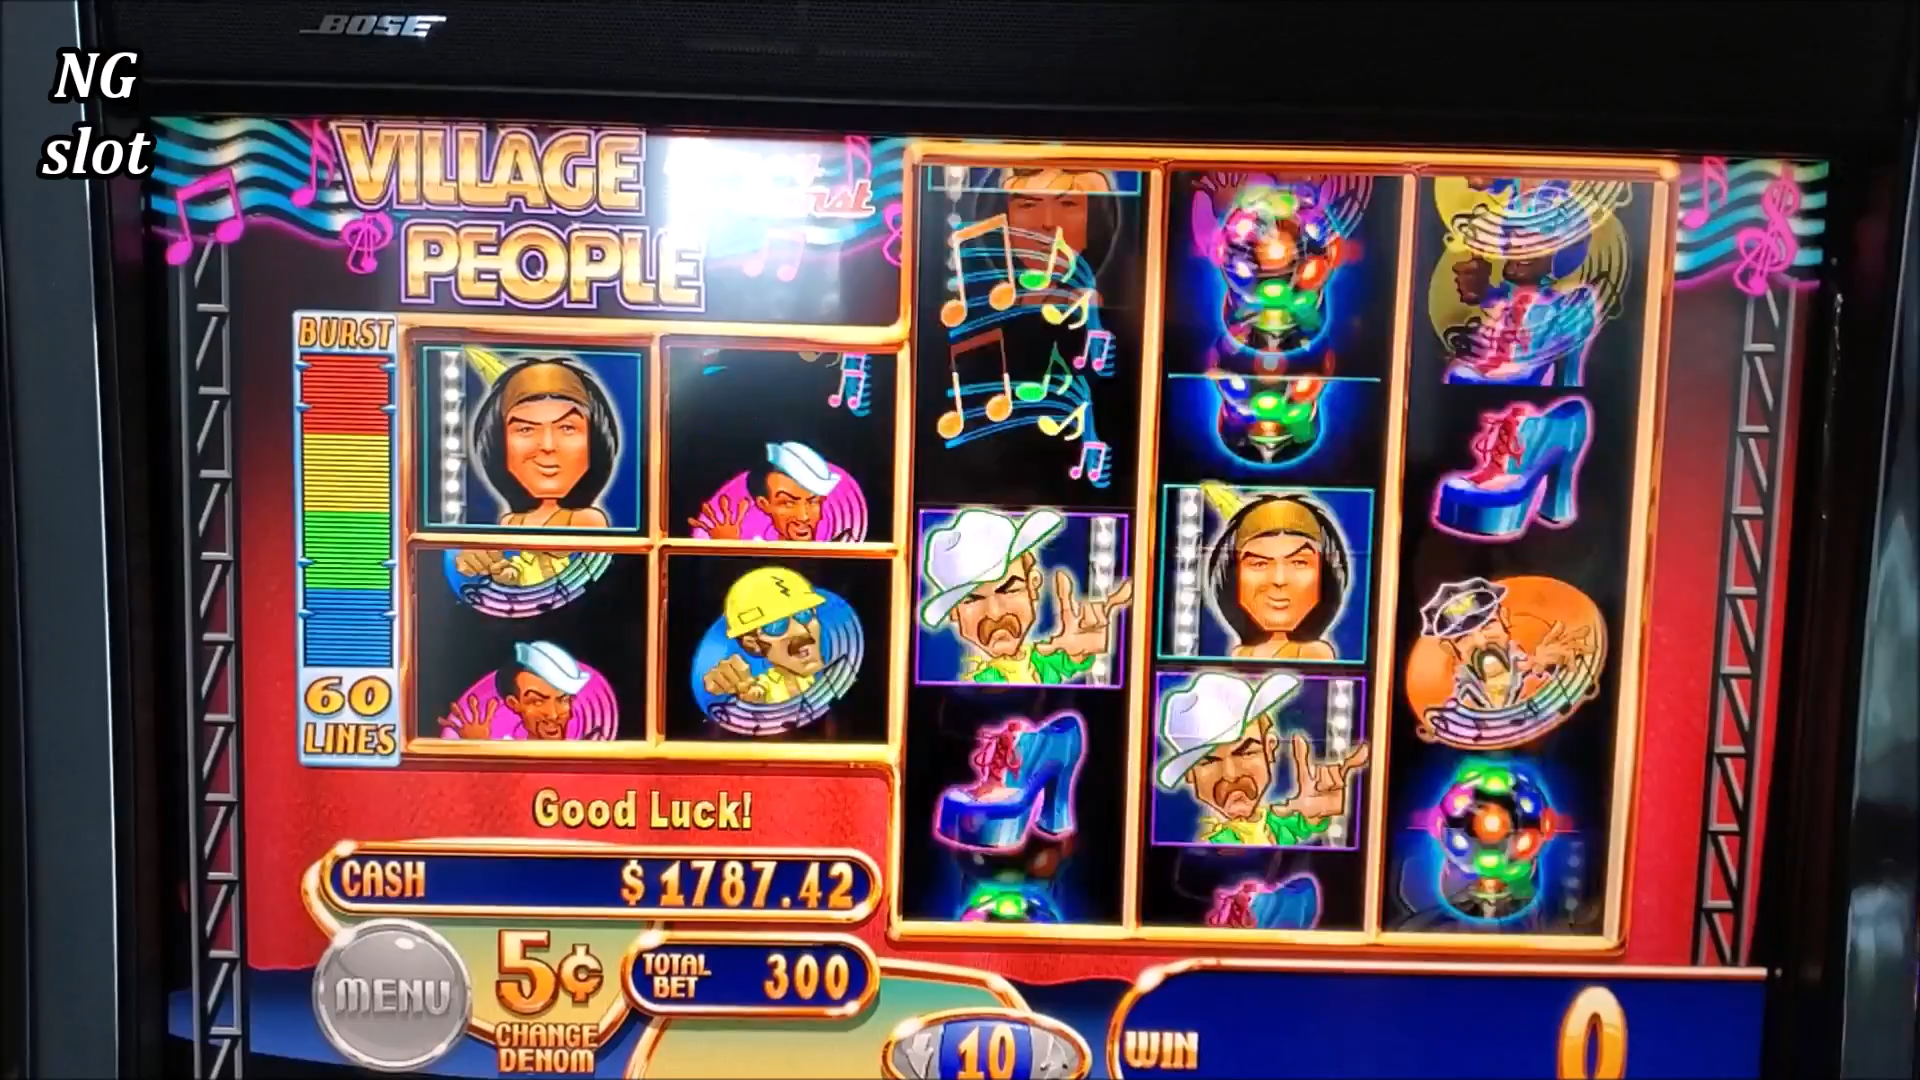 BOSE
NG
slot
VILLAGE
PEOPLE
BURST
60
LINES
Good Luck!
CASH $1787.42
MENU
5¢
CHANGE
DENOM
TOTAL
BET 300
10
WIN 0